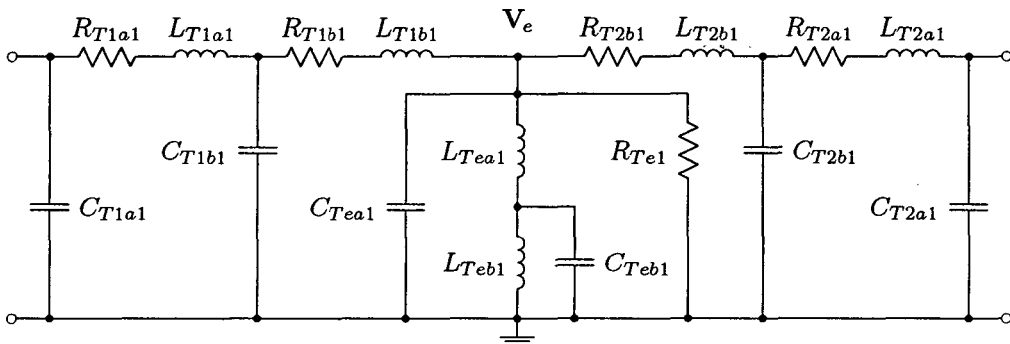 V_e
R_{T1a1} L_{T1a1} R_{T1b1} L_{T1b1} R_{T2b1} L_{T2b1} R_{T2a1} L_{T2a1}
C_{T1b1} L_{Tea1} R_{Te1} C_{T2b1}
C_{T1a1} C_{Tea1} C_{T2a1}
L_{Teb1} C_{Teb1}